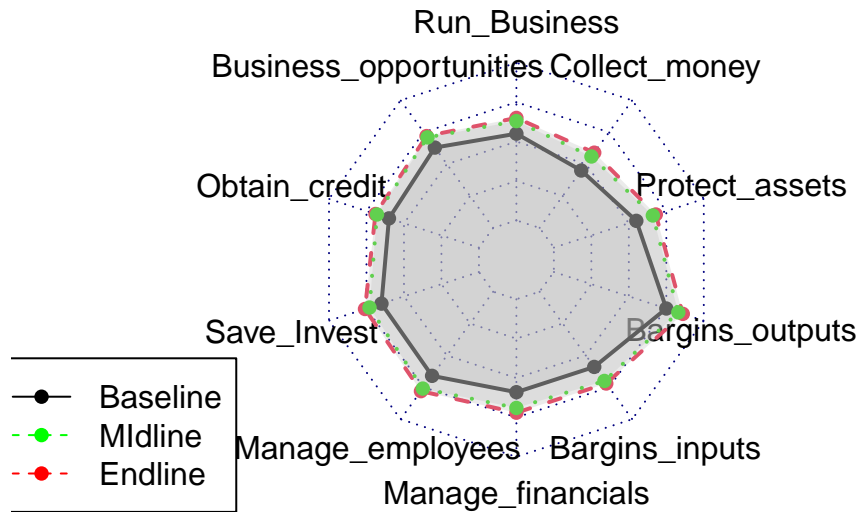 Run_Business
Business_opportunities
Collect_money
Obtain_credit
Protect_assets
Save_Invest
Bargins_outputs
Baseline
MIdline
Endline
Manage_employees
Bargins_inputs
Manage_financials